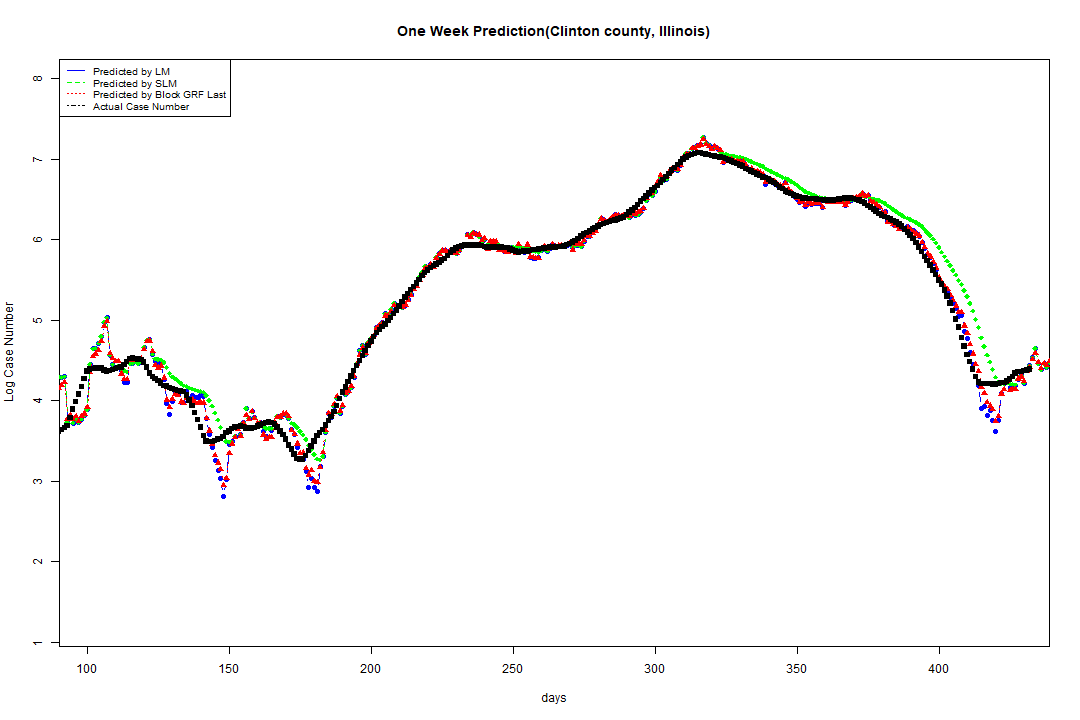 One Week Prediction(Clinton county, Illinois)
Predicted by LM
Predicted by SLM
Predicted by Block GRF Last
Actual Case Number
8
7
6
5
4
3
2
1
Log Case Number
100 150 200 250 300 350 400
days